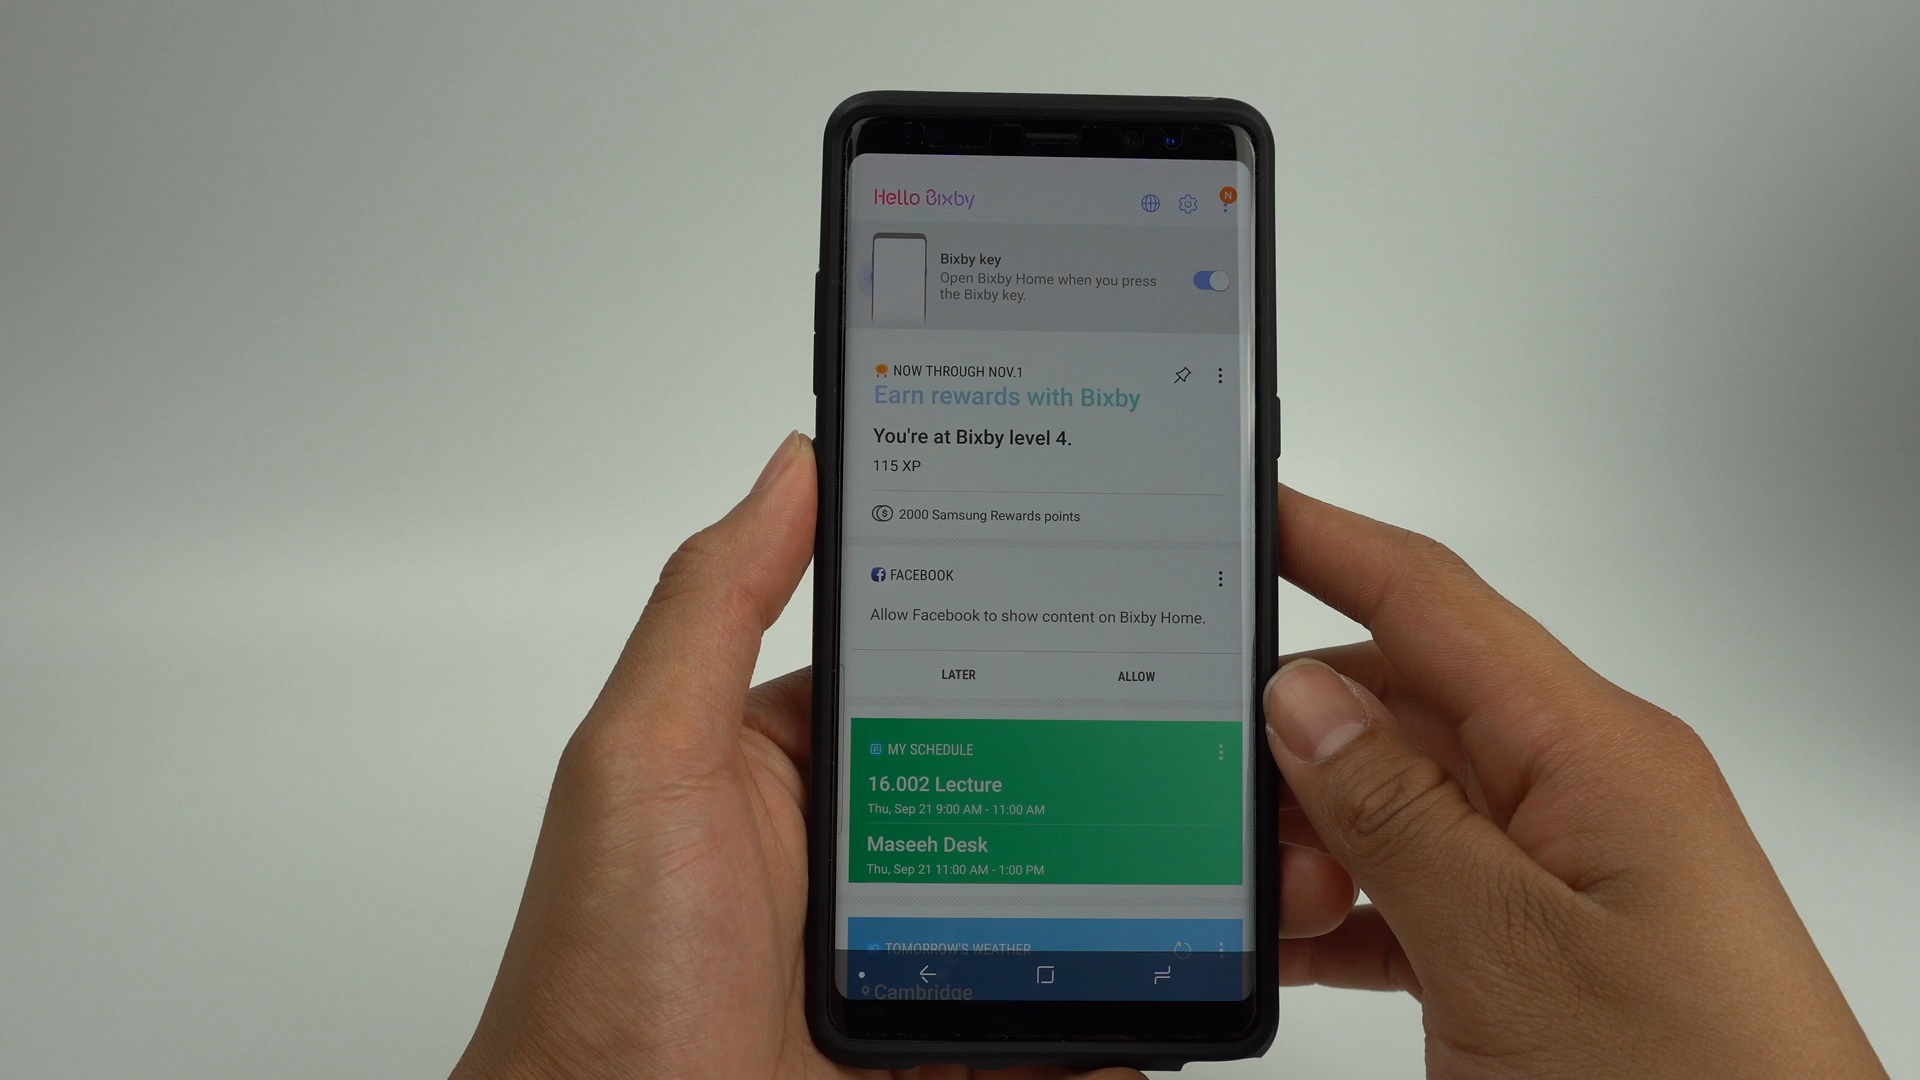 Hello Bixby
N
Bixby key
Open Bixby Home when you press
the Bixby key.
NOW THROUGH NOV.1
Earn rewards with Bixby
You're at Bixby level 4.
115 XP
2000 Samsung Rewards points
FACEBOOK
Allow Facebook to show content on Bixby Home.
LATER ALLOW
MY SCHEDULE
16.002 Lecture
Thu, Sep 21 9:00 AM - 11:00 AM
Maseeh Desk
Thu, Sep 21 11:00 AM - 1:00 PM
TOMORROW'S WEATHER
Cambridge